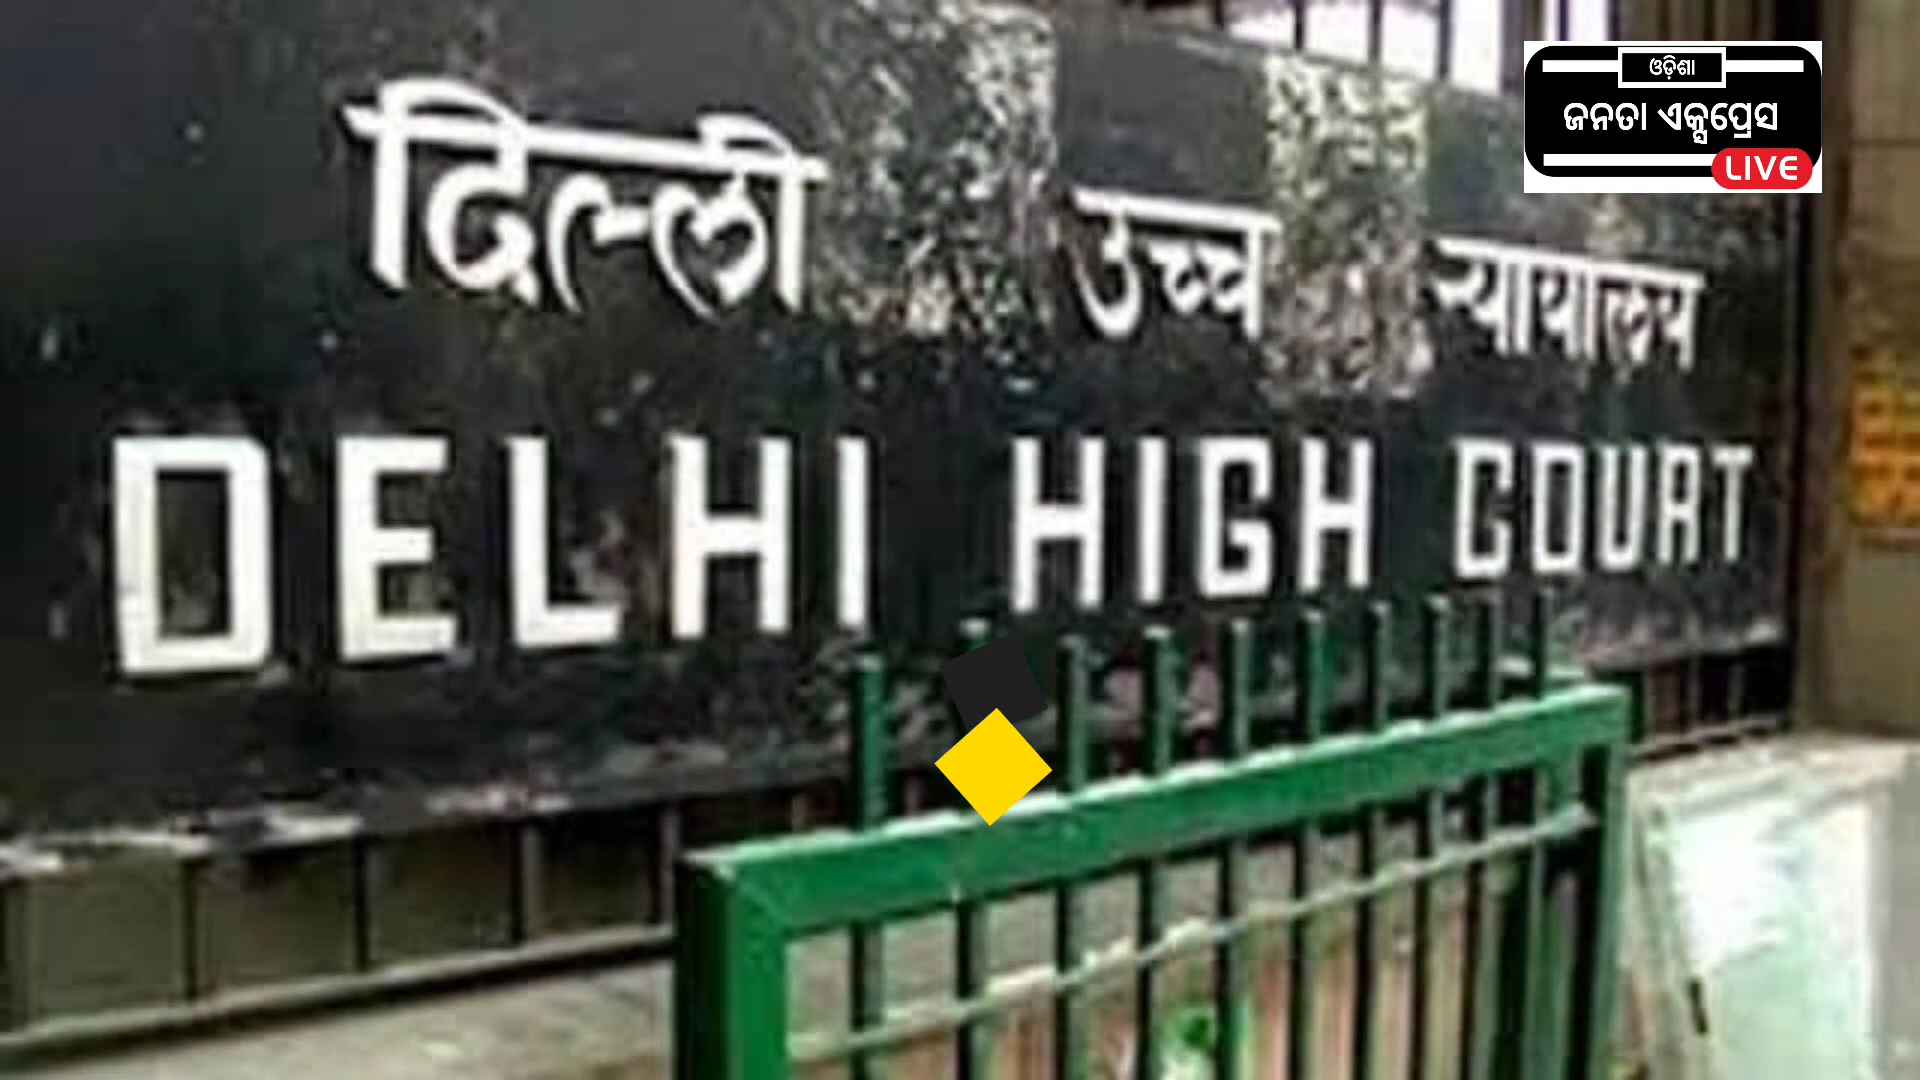 ଓଡ଼ିଶା
ଜନତା ଏକ୍ସପ୍ରେସ
LIVE
दिल्ली उच्च न्यायालय
DELHI HIGH COURT